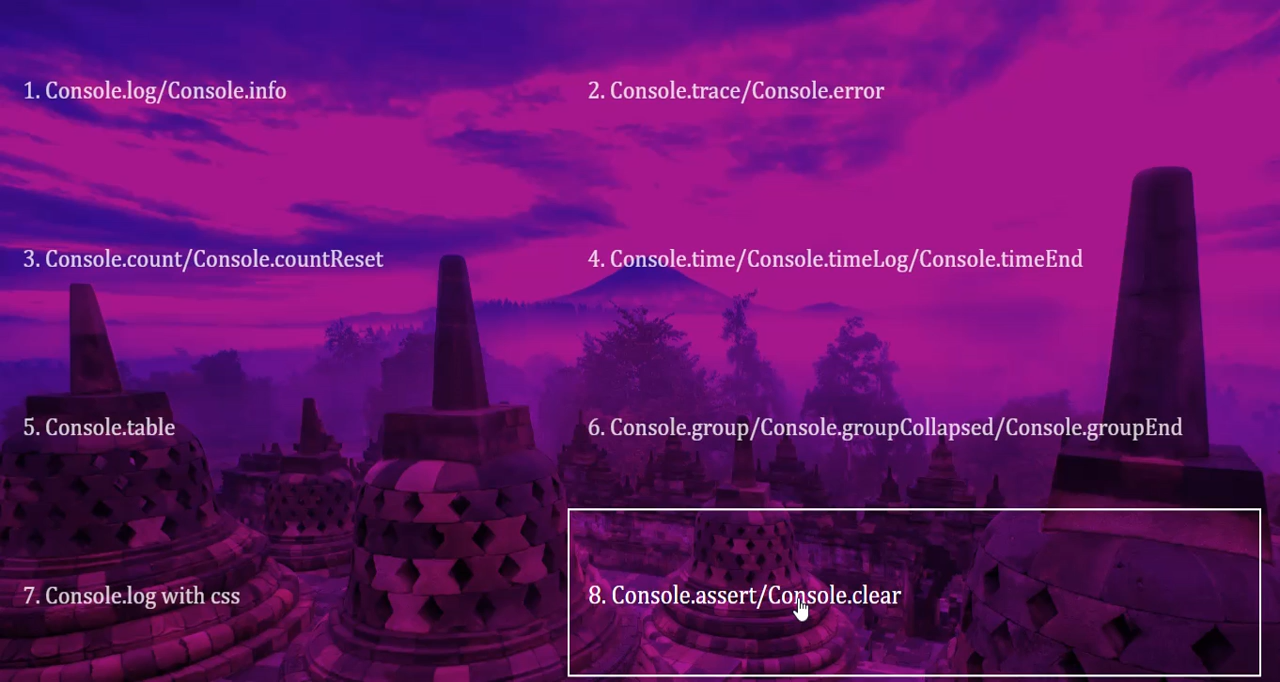 1. Console.log/Console.info
2. Console.trace/Console.error
3. Console.count/Console.countReset
4. Console.time/Console.timeLog/Console.timeEnd
5. Console.table
6. Console.group/Console.groupCollapsed/Console.groupEnd
7. Console.log with css
8. Console.assert/Console.clear